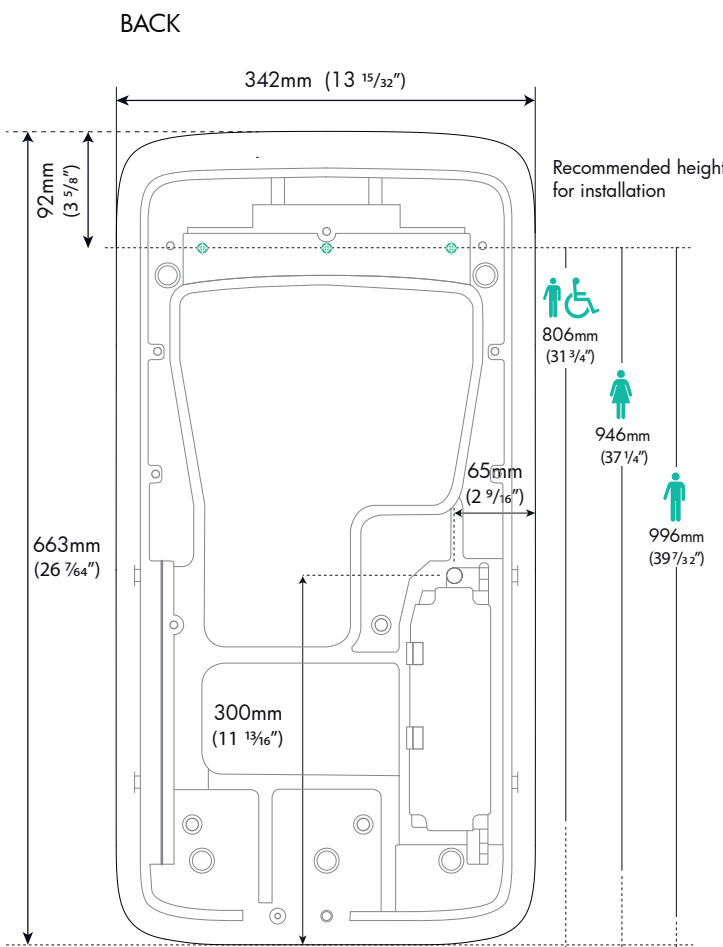 BACK
342mm (13 ¹⁵/₃₂”)
92mm
(3 ⁵/₈”)
Recommended height
for installation
806mm
(31 ³/₄”)
946mm
(37 ¹/₄”)
65mm
(2 ⁹/₁₆”)
996mm
(39 ⁷/₃₂”)
663mm
(26 ⁷/₆₄”)
300mm
(11 ¹³/₁₆”)